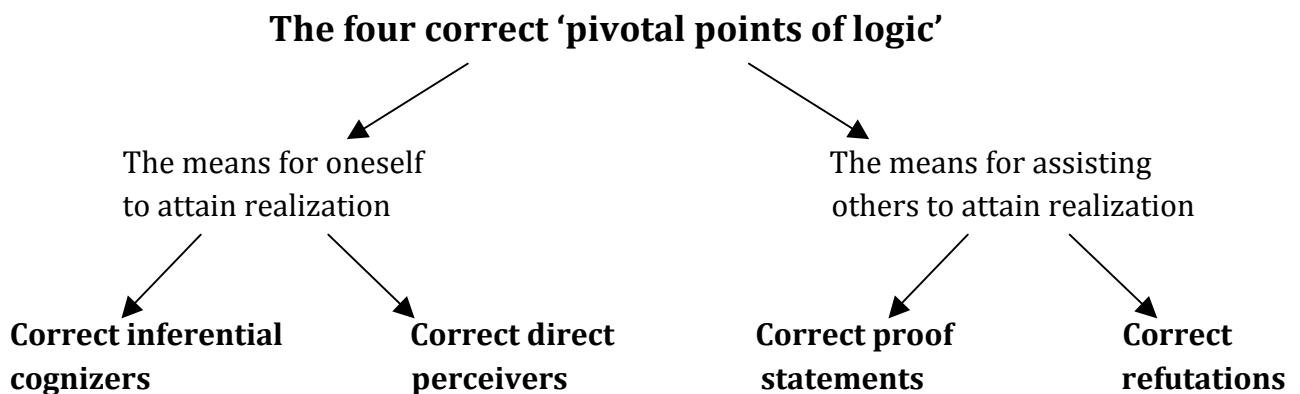 The four correct ‘pivotal points of logic’
The means for oneself
to attain realization
The means for assisting
others to attain realization
Correct inferential
cognizers
Correct direct
perceivers
Correct proof
statements
Correct
refutations